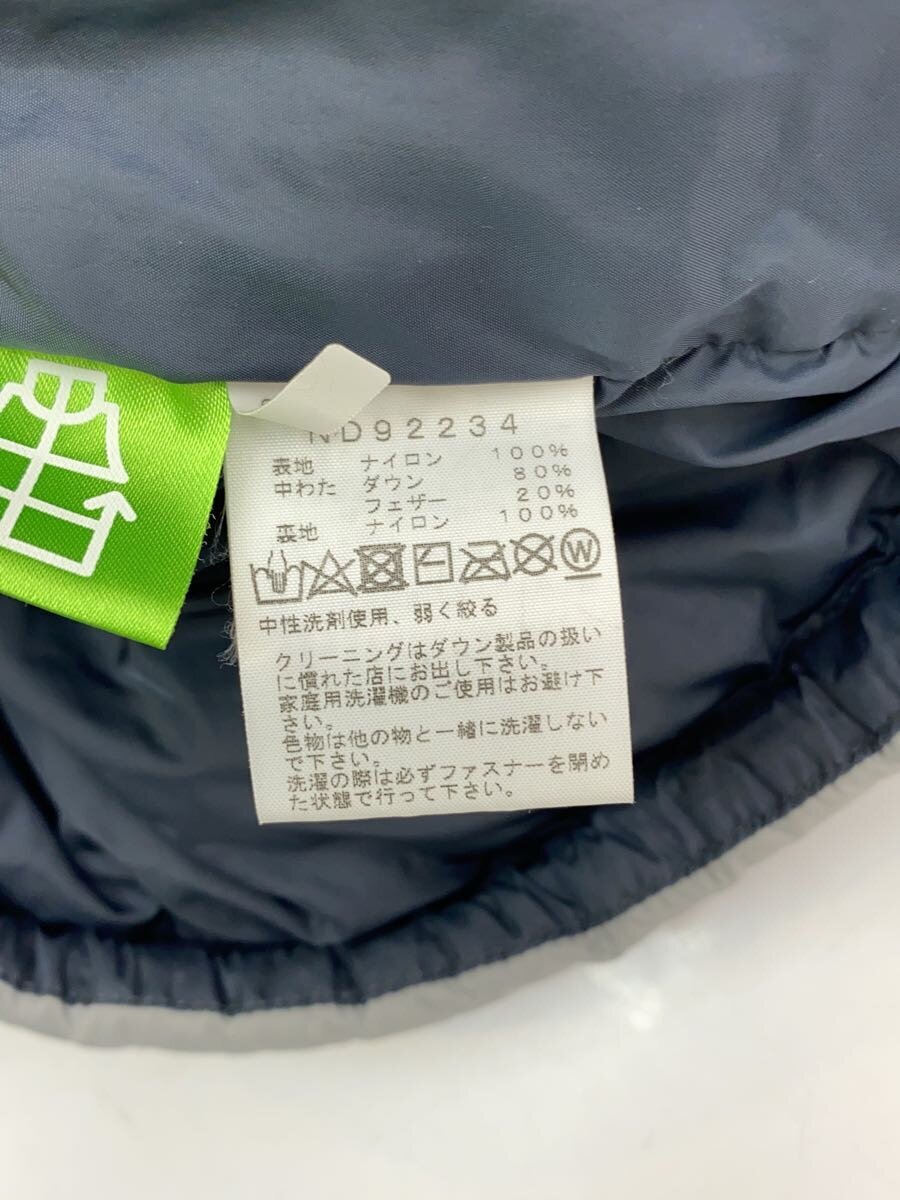 ND92234
表地 ナイロン 100%
中わた ダウン 80%
フェザー 20%
裏地 ナイロン 100%
W
中性洗剤使用、弱く絞る
クリーニングはダウン製品の扱い
に慣れた店にお出し下さい。
家庭用洗濯機のご使用はお避け下
さい。
色物は他の物と一緒に洗濯しない
で下さい。
洗濯の際は必ずファスナーを閉め
た状態で行って下さい。